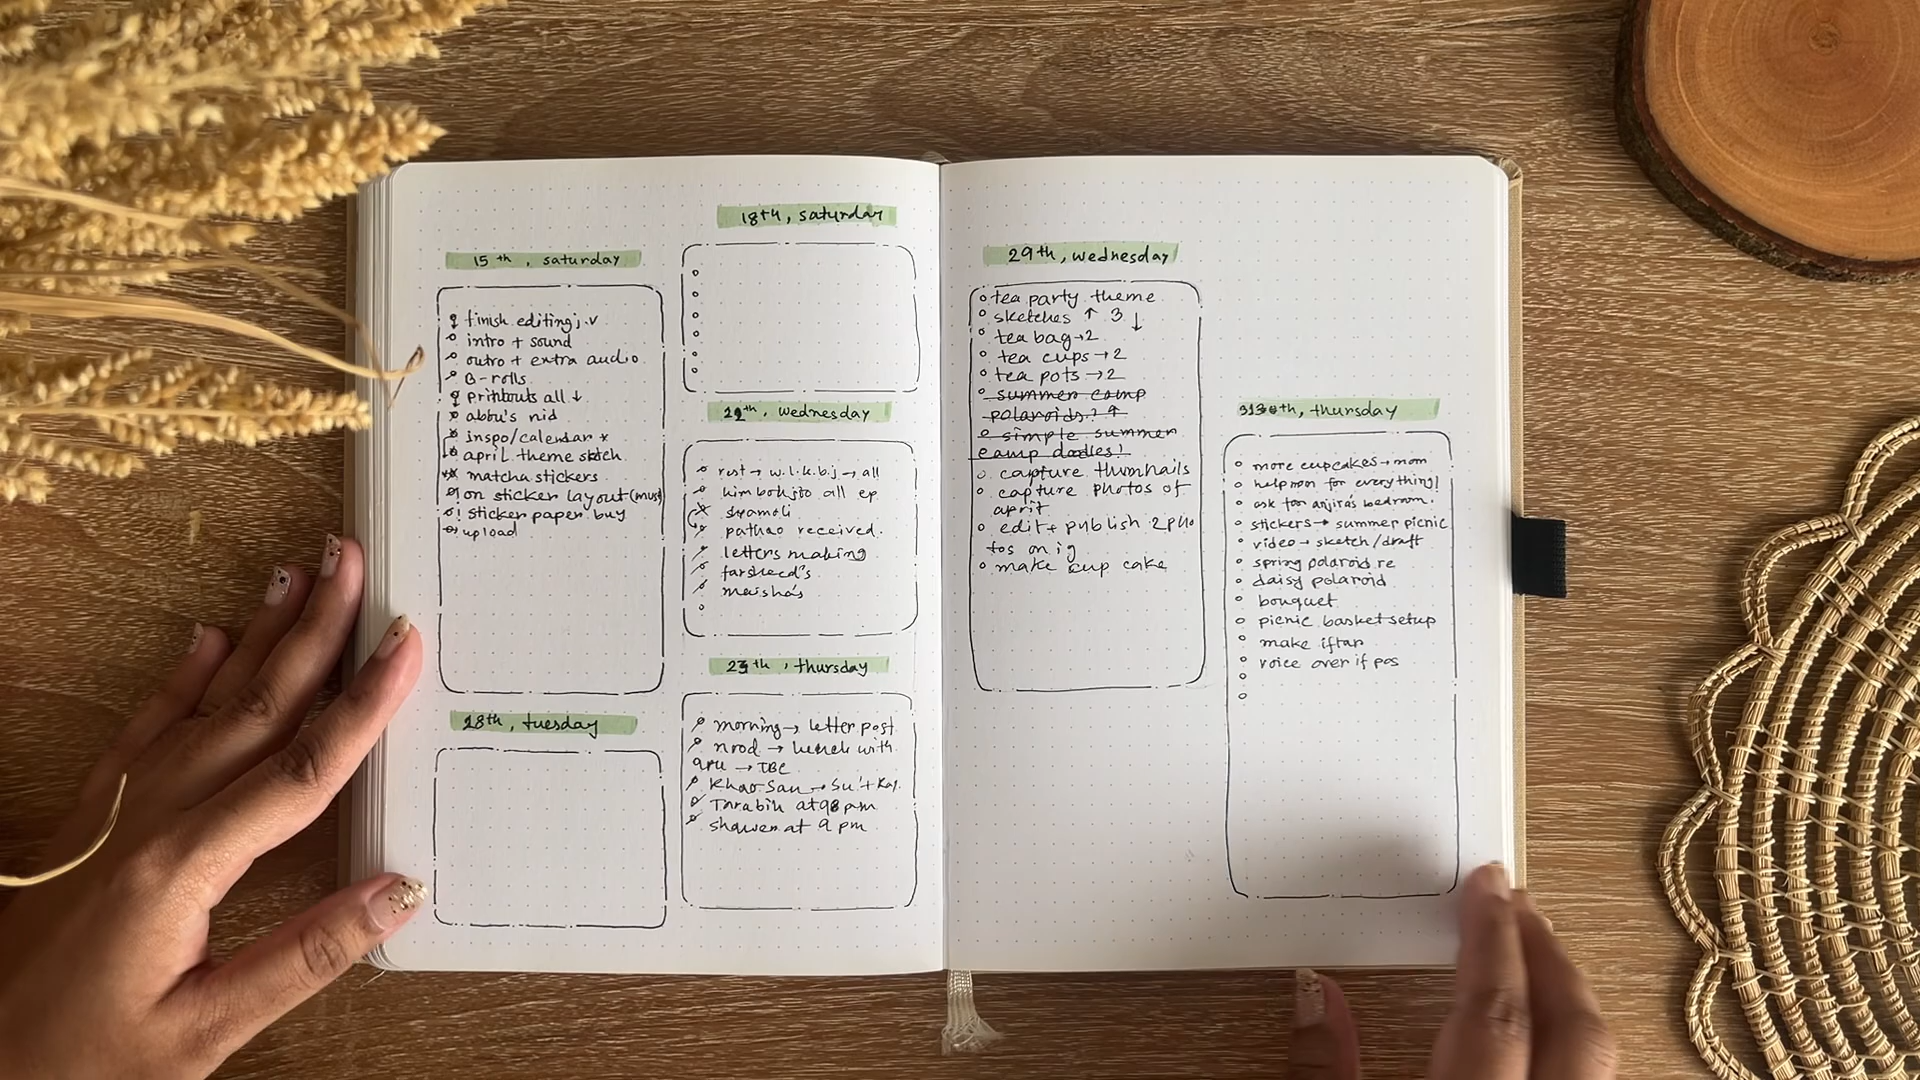 15th, saturday
finish editing; v
intro + sound
outro + extra audio
B-rolls
printouts all ↓
abbu's nid
inspo/calendar x
april theme sketch
matcha stickers
on sticker layout (must)
! sticker paper buy
upload
28th, tuesday
18th, saturday
22th, wednesday
rest → w.l.k.b.j → all
all ep
shamoli
pathao received.
letters making
farsheed's
marsha's
23th, thursday
morning → letter post
nrod → lunch with
apu → TBC
Khao San →
Tarabih at 8 pm
at 9 pm
29th, wednesday
tea party theme
sketches ↑ 3 ↓
tea bag → 2
tea cups → 2
tea pots → 2
summer camp
polaroids? ↑
simple summer
camp doodles!
capture thumbnails
capture photos of
april
edit + publish 2 pho
tos on ig
make cup cake
30th, thursday
more cupcakes → mom
help mom for everything!
ask for anjira's bedroom.
stickers → summer picnic
video → sketch/draft
spring polaroid re
daisy polaroid
bouquet
picnic basket setup
make iftar
voice over if pos